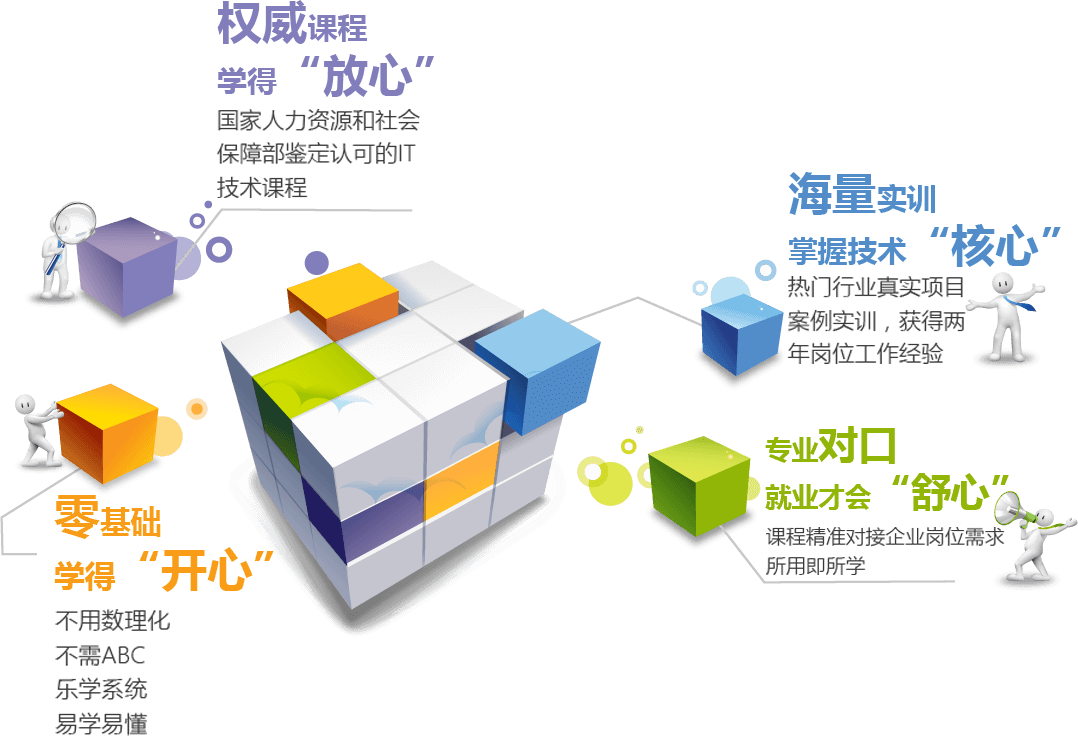 权威课程
学得“放心”
国家人力资源和社会
保障部鉴定认可的IT
技术课程
海量实训
掌握技术“核心”
热门行业真实项目
案例实训，获得两
年岗位工作经验
零基础
学得“开心”
不用数理化
不需ABC
乐学系统
易学易懂
专业对口
就业才会“舒心”
课程精准对接企业岗位需求
所用即所学